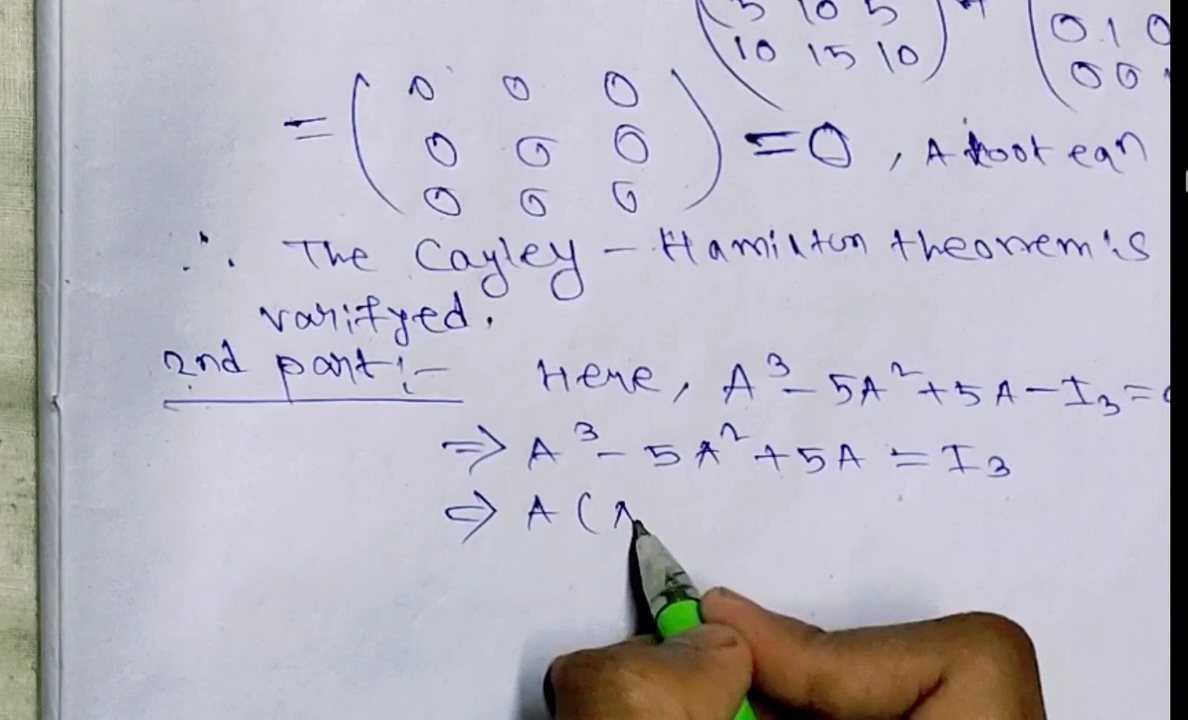 5 10 5
10 15 10
0 1 0
0 0
= ( 0 0 0
0 0 0
0 0 0 ) = 0 , A root eqn
∴ The Cayley - Hamilton theorem is
varifyed.
2nd part :- Here, A³ - 5A² + 5A - I₃ =
⇒ A³ - 5A² + 5A = I₃
⇒ A (A